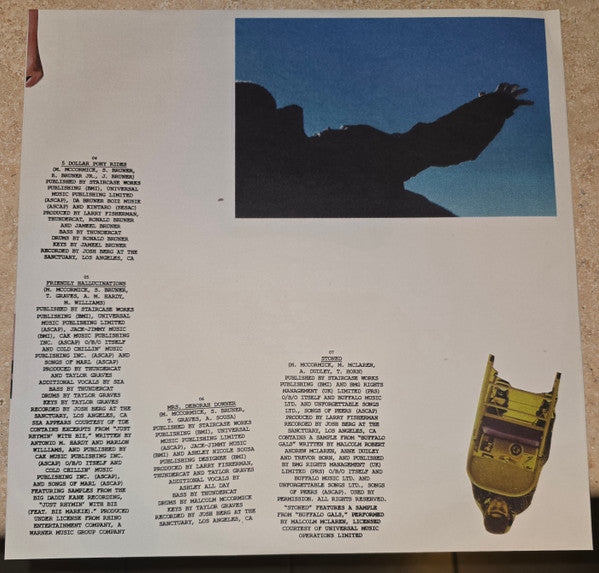 04
5 DOLLAR PONY RIDES
(M. MCCORMICK, S. BRUNER,
R. BRUNER JR., J. BRUNER)
PUBLISHED BY STAIRCASE WORKS
PUBLISHING (BMI), UNIVERSAL
MUSIC PUBLISHING LIMITED
(ASCAP), DA BRUNER BOIZ MUSIK
(ASCAP) AND KINTARO (SESAC)
PRODUCED BY LARRY FISHERMAN,
THUNDERCAT, RONALD BRUNER
AND JAMEEL BRUNER
BASS BY THUNDERCAT
DRUMS BY RONALD BRUNER
KEYS BY JAMEEL BRUNER
RECORDED BY JOSH BERG AT THE
SANCTUARY, LOS ANGELES, CA
05
FRIENDLY HALLUCINATIONS
(M. MCCORMICK, S. BRUNER,
T. GRAVES, A. M. HARDY,
M. WILLIAMS)
PUBLISHED BY STAIRCASE WORKS
PUBLISHING (BMI), UNIVERSAL
MUSIC PUBLISHING LIMITED
(ASCAP), JACK-JIMMY MUSIC
(BMI), CAK MUSIC PUBLISHING
INC. (ASCAP) O/B/O ITSELF
AND COLD CHILLIN' MUSIC
PUBLISHING INC. (ASCAP) AND
SONGS OF MARL (ASCAP)
PRODUCED BY THUNDERCAT
AND TAYLOR GRAVES
ADDITIONAL VOCALS BY SZA
BASS BY THUNDERCAT
DRUMS BY TAYLOR GRAVES
KEYS BY TAYLOR GRAVES
RECORDED BY JOSH BERG AT THE
SANCTUARY, LOS ANGELES, CA
SZA APPEARS COURTESY OF TDE
CONTAINS EXCERPTS FROM "JUST
RHYMIN' WITH BIZ," WRITTEN BY
ANTONIO M. HARDY AND MARLON
WILLIAMS, AND PUBLISHED BY
CAK MUSIC PUBLISHING INC.
(ASCAP) O/B/O ITSELF AND
COLD CHILLIN' MUSIC
PUBLISHING INC. (ASCAP),
AND SONGS OF MARL (ASCAP)
FEATURING SAMPLES FROM THE
BIG DADDY KANE RECORDING,
"JUST RHYMIN' WITH BIZ
(FEAT. BIZ MARKIE)." PRODUCED
UNDER LICENSE FROM RHINO
ENTERTAINMENT COMPANY, A
WARNER MUSIC GROUP COMPANY
06
MRS. DEBORAH DOWNER
(M. MCCORMICK, S. BRUNER,
T. GRAVES, A. SOUSA)
PUBLISHED BY STAIRCASE WORKS
PUBLISHING (BMI), UNIVERSAL
MUSIC PUBLISHING LIMITED
(ASCAP), JACK-JIMMY MUSIC
(BMI) AND ASHLEY NICOLE SOUSA
PUBLISHING DESIGNEE (BMI)
PRODUCED BY LARRY FISHERMAN,
THUNDERCAT AND TAYLOR GRAVES
ADDITIONAL VOCALS BY
ASHLEY ALL DAY
BASS BY THUNDERCAT
DRUMS BY MALCOLM MCCORMICK
KEYS BY TAYLOR GRAVES
RECORDED BY JOSH BERG AT THE
SANCTUARY, LOS ANGELES, CA
07
STONED
(M. MCCORMICK, M. MCLAREN,
A. DUDLEY, T. HORN)
PUBLISHED BY STAIRCASE WORKS
PUBLISHING (BMI) AND BMG RIGHTS
MANAGEMENT (UK) LIMITED (PRS)
O/B/O ITSELF AND BUFFALO MUSIC
LTD. AND UNFORGETTABLE SONGS
LTD., SONGS OF PEERS (ASCAP)
PRODUCED BY LARRY FISHERMAN
RECORDED BY JOSH BERG AT THE
SANCTUARY, LOS ANGELES, CA
CONTAINS A SAMPLE FROM "BUFFALO
GALS" WRITTEN BY MALCOLM ROBERT
ANDREW MCLAREN, ANNE DUDLEY
AND TREVOR HORN, AND PUBLISHED
BY BMG RIGHTS MANAGEMENT (UK)
LIMITED (PRS) O/B/O ITSELF AND
BUFFALO MUSIC LTD. AND
UNFORGETTABLE SONGS LTD., SONGS
OF PEERS (ASCAP). USED BY
PERMISSION. ALL RIGHTS RESERVED.
"STONED" FEATURES A SAMPLE
FROM "BUFFALO GALS," PERFORMED
BY MALCOLM MCLAREN, LICENSED
COURTESY OF UNIVERSAL MUSIC
OPERATIONS LIMITED